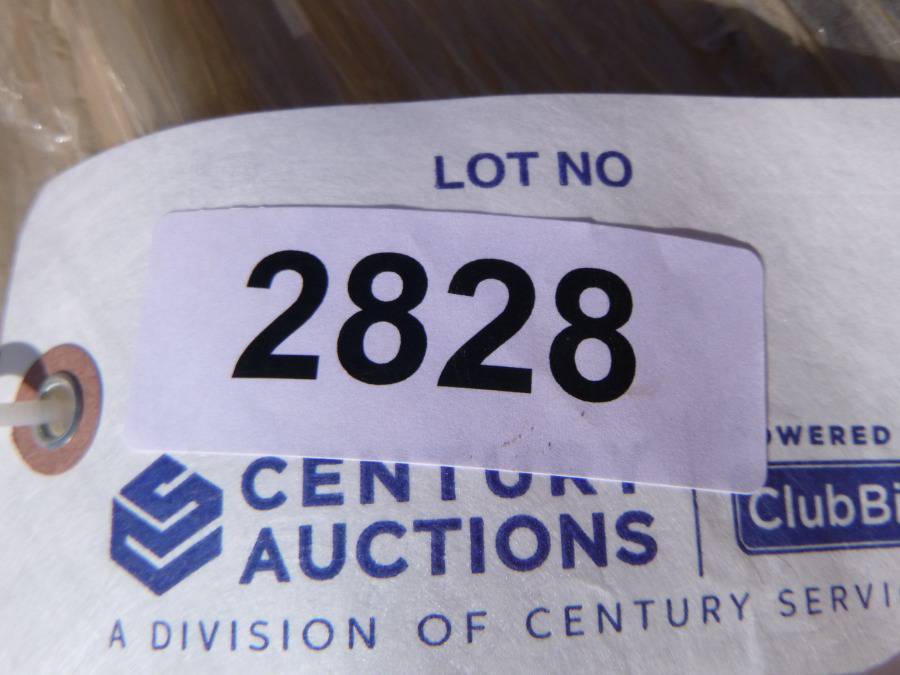 LOT NO
2828
CENTURY
AUCTIONS
A DIVISION OF CENTURY